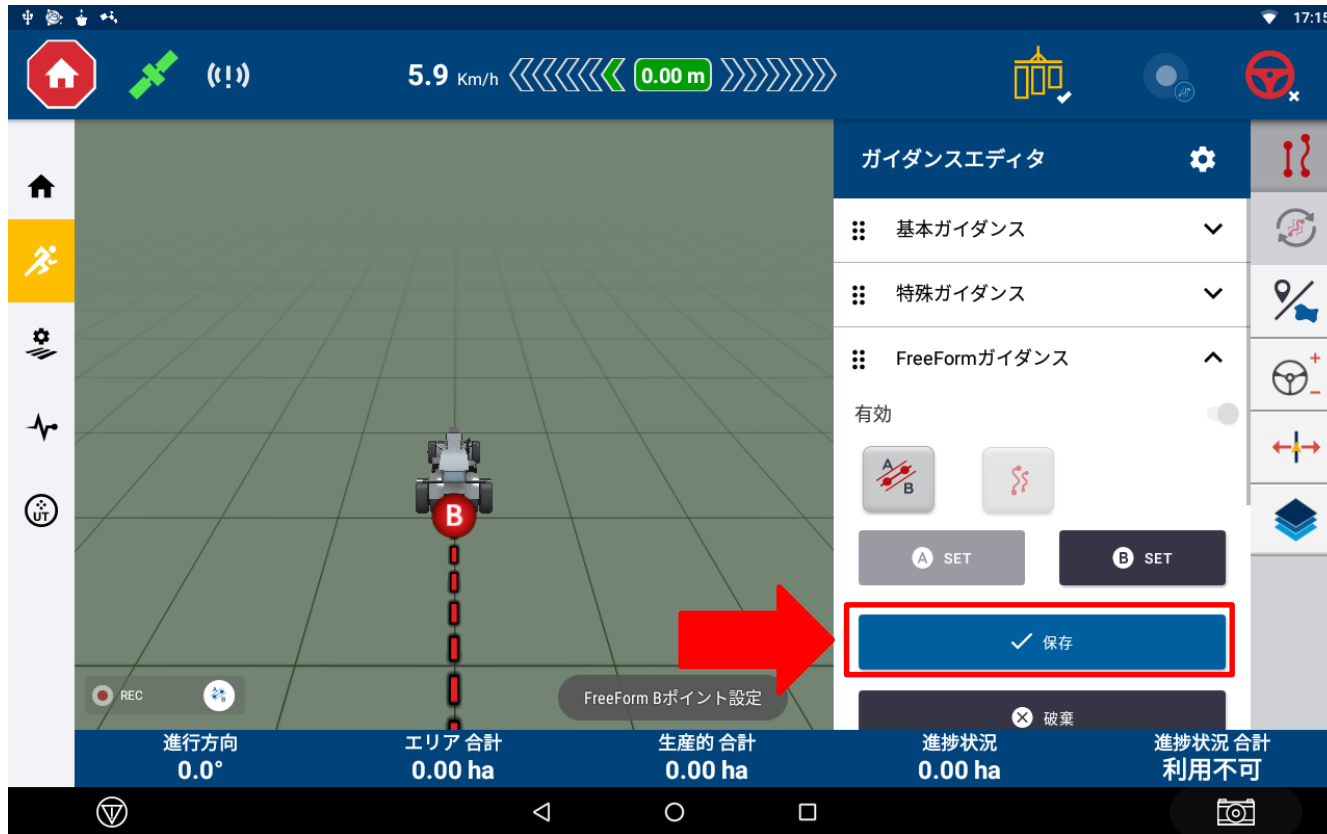 17:15
5.9 Km/h 0.00 m
ガイダンスエディタ
基本ガイダンス
特殊ガイダンス
FreeFormガイダンス
有効
A B
A SET B SET
✓ 保存
破棄
B
REC
FreeForm Bポイント設定
UT
進行方向
0.0°
エリア 合計
0.00 ha
生産的 合計
0.00 ha
進捗状況
0.00 ha
進捗状況 合計
利用不可